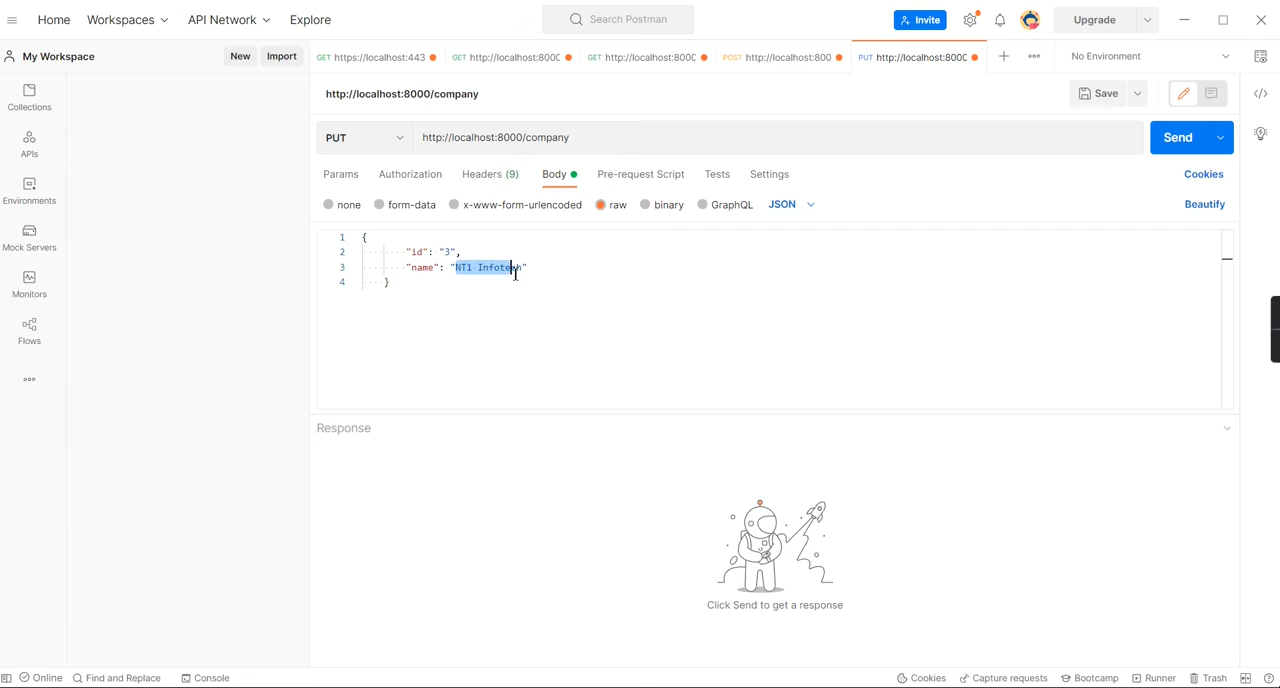 Home Workspaces API Network Explore Search Postman Invite Upgrade
My Workspace New Import GET https://localhost:443 GET http://localhost:800 GET http://localhost:800 POST http://localhost:800 PUT http://localhost:800 No Environment
http://localhost:8000/company Save
PUT http://localhost:8000/company Send
Params Authorization Headers (9) Body Pre-request Script Tests Settings Cookies
none form-data x-www-form-urlencoded raw binary GraphQL JSON Beautify
1 {
2 "id": "3",
3 "name": "NT1 Infotech"
4 }
Collections
APIs
Environments
Mock Servers
Monitors
Flows
Response
Click Send to get a response
Online Find and Replace Console Cookies Capture requests Bootcamp Runner Trash